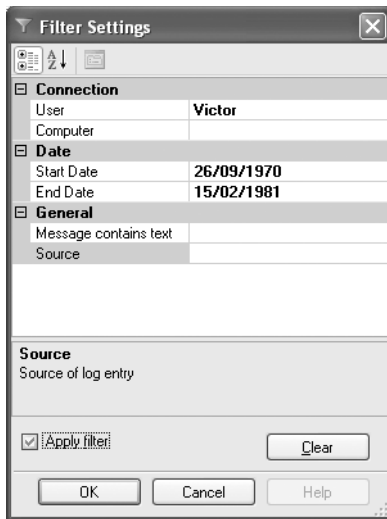 Filter Settings
Connection
User Victor
Computer
Date
Start Date 26/09/1970
End Date 15/02/1981
General
Message contains text
Source
Source
Source of log entry
Apply filter
Clear
OK Cancel Help